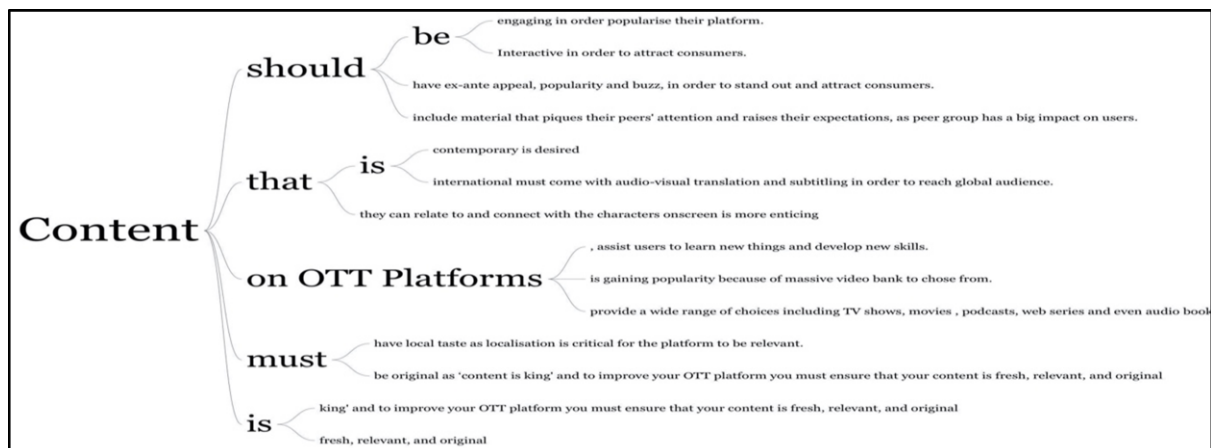 Content
should
be
engaging in order popularise their platform.
Interactive in order to attract consumers.
have ex-ante appeal, popularity and buzz, in order to stand out and attract consumers.
include material that piques their peers' attention and raises their expectations, as peer group has a big impact on users.
that
is
contemporary is desired
international must come with audio-visual translation and subtitling in order to reach global audience.
they can relate to and connect with the characters onscreen is more enticing
on OTT Platforms
, assist users to learn new things and develop new skills.
is gaining popularity because of massive video bank to chose from.
provide a wide range of choices including TV shows, movies , podcasts, web series and even audio book
must
have local taste as localisation is critical for the platform to be relevant.
be original as ‘content is king’ and to improve your OTT platform you must ensure that your content is fresh, relevant, and original
is
king’ and to improve your OTT platform you must ensure that your content is fresh, relevant, and original
fresh, relevant, and original